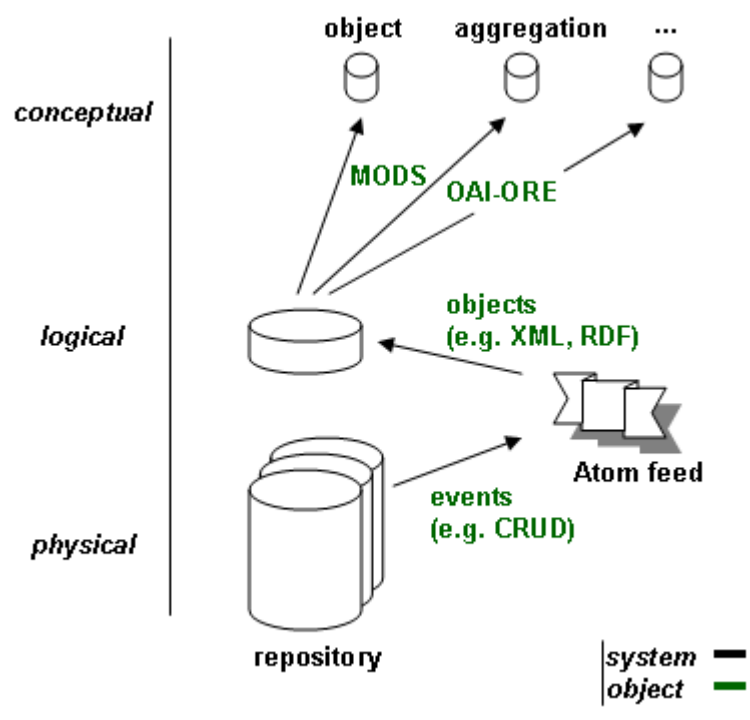 object aggregation ...
conceptual
MODS
OAI-ORE
logical
objects
(e.g. XML, RDF)
Atom feed
events
(e.g. CRUD)
physical
repository
system
object